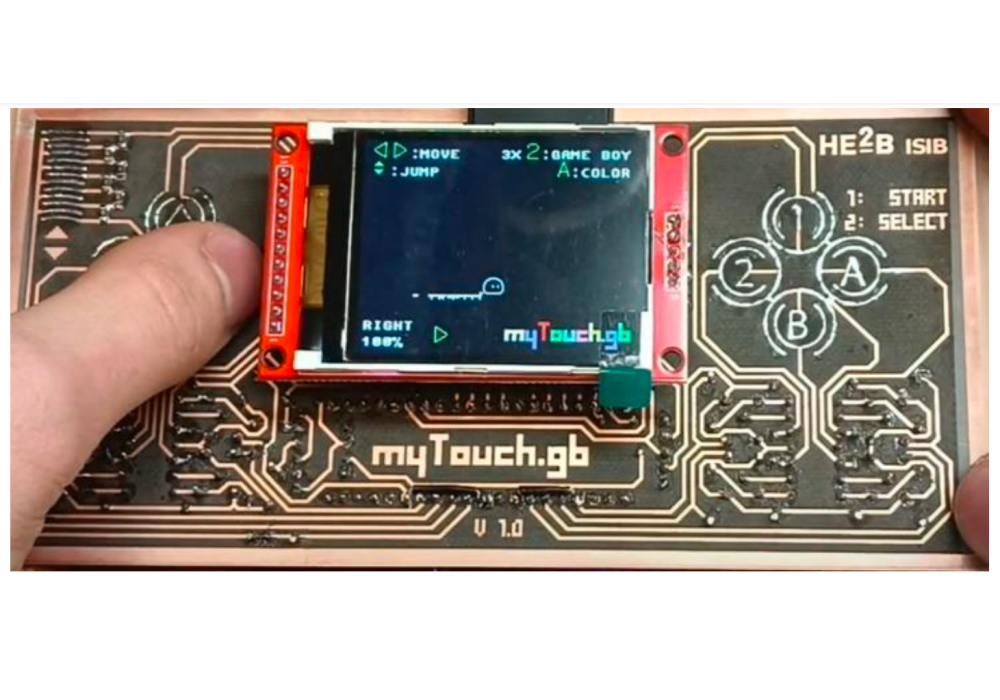 ◁ ▷ :MOVE
3X 2:GAME BOY
:JUMP
A:COLOR
RIGHT
100%
▷
myTouch.gb
HE2B ISIB
1: START
2: SELECT
1
2
A
B
myTouch.gb
V 1.0